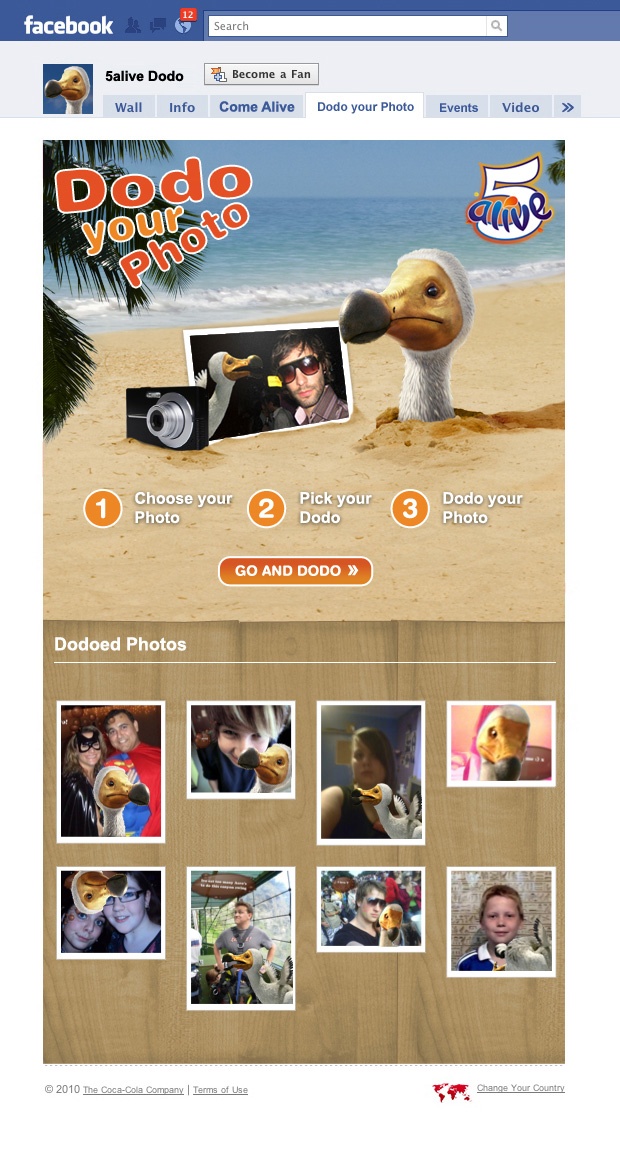 facebook
12
Search
5alive Dodo
Become a Fan
Wall
Info
Come Alive
Dodo your Photo
Events
Video
»
Dodo
your
Photo
5
alive
1
Choose your
Photo
2
Pick your
Dodo
3
Dodo your
Photo
GO AND DODO »
Dodoed Photos
© 2010 The Coca-Cola Company | Terms of Use
Change Your Country